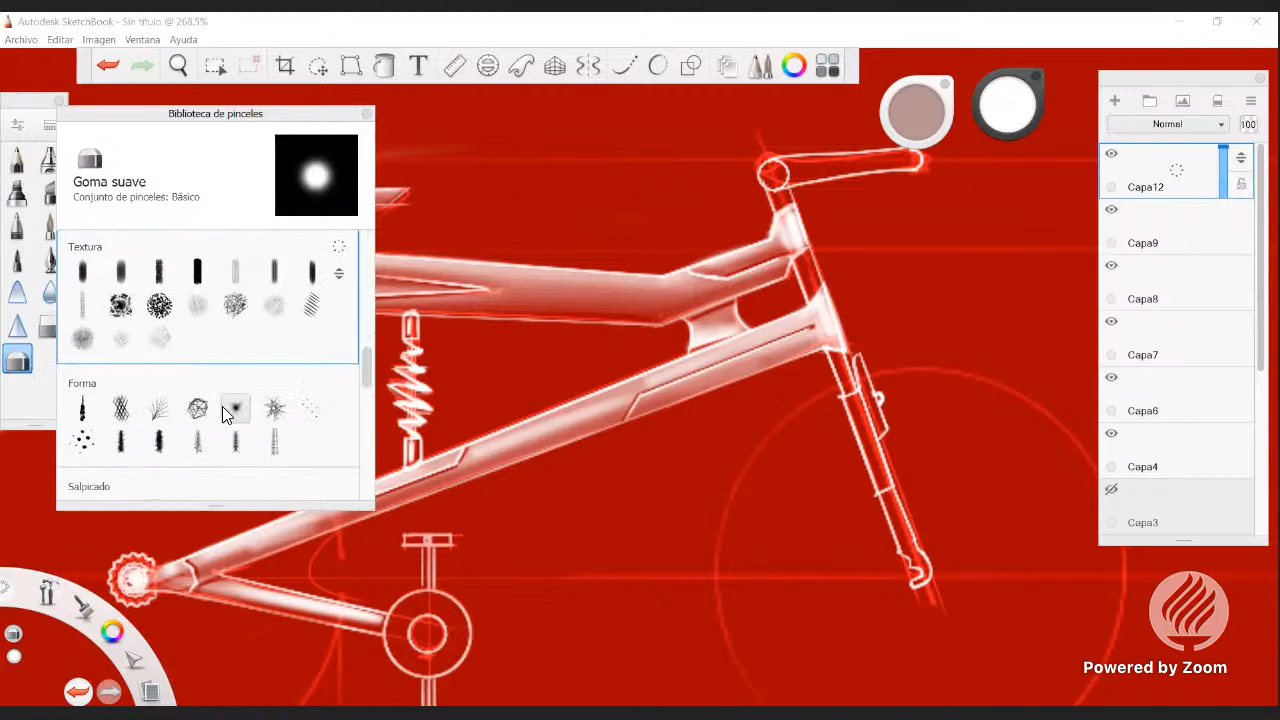 Autodesk SketchBook - Sin título @ 268.5%
Archivo Editar Imagen Ventana Ayuda
T
Biblioteca de pinceles
Goma suave
Conjunto de pinceles: Básico
Textura
Forma
Salpicado
Normal 100
Capa12
Capa9
Capa8
Capa7
Capa6
Capa4
Capa3
Powered by Zoom